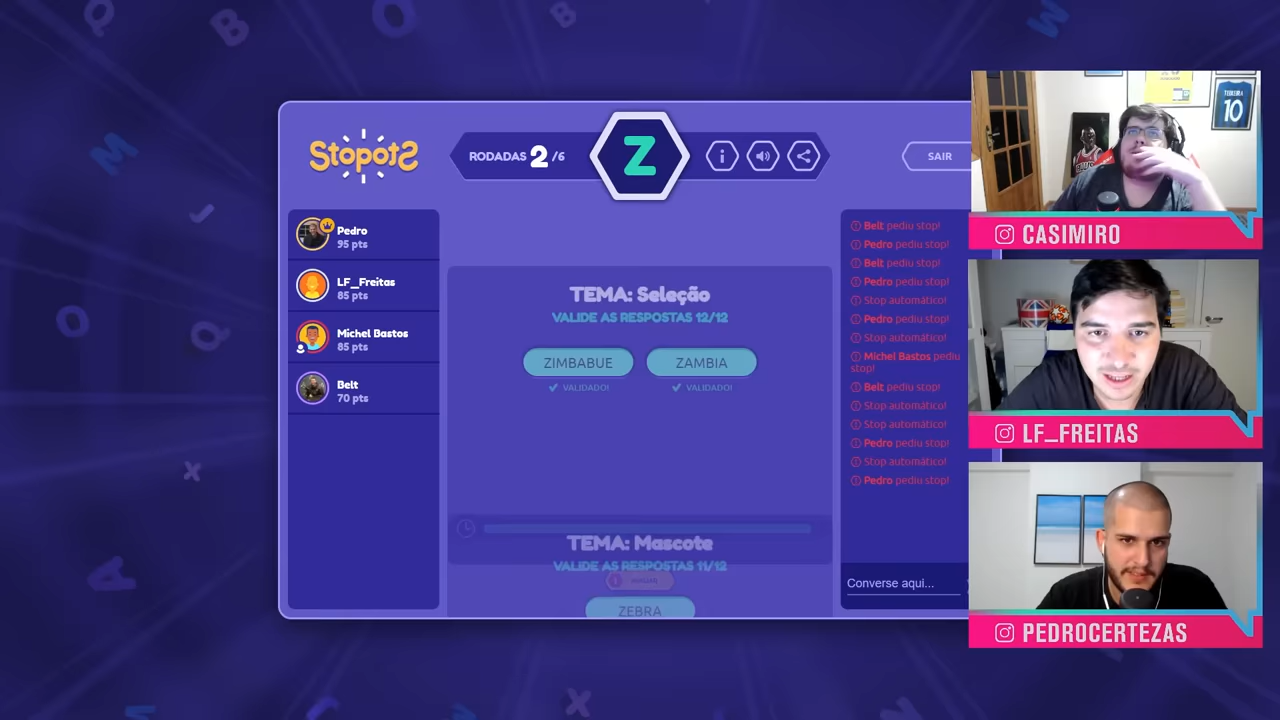 StopotS
RODADAS 2 /6
Z
SAIR
Pedro
95 pts
LF_Freitas
85 pts
Michel Bastos
85 pts
Belt
70 pts
TEMA: Seleção
VALIDE AS RESPOSTAS 12/12
ZIMBABUE
ZAMBIA
VALIDADO!
VALIDADO!
TEMA: Mascote
VALIDE AS RESPOSTAS 11/12
AVALIAR
ZEBRA
Belt pediu stop!
Pedro pediu stop!
Belt pediu stop!
Pedro pediu stop!
Stop automático!
Pedro pediu stop!
Stop automático!
Michel Bastos pediu
stop!
Belt pediu stop!
Stop automático!
Stop automático!
Pedro pediu stop!
Stop automático!
Pedro pediu stop!
Converse aqui...
10
CASIMIRO
LF_FREITAS
PEDROCERTEZAS